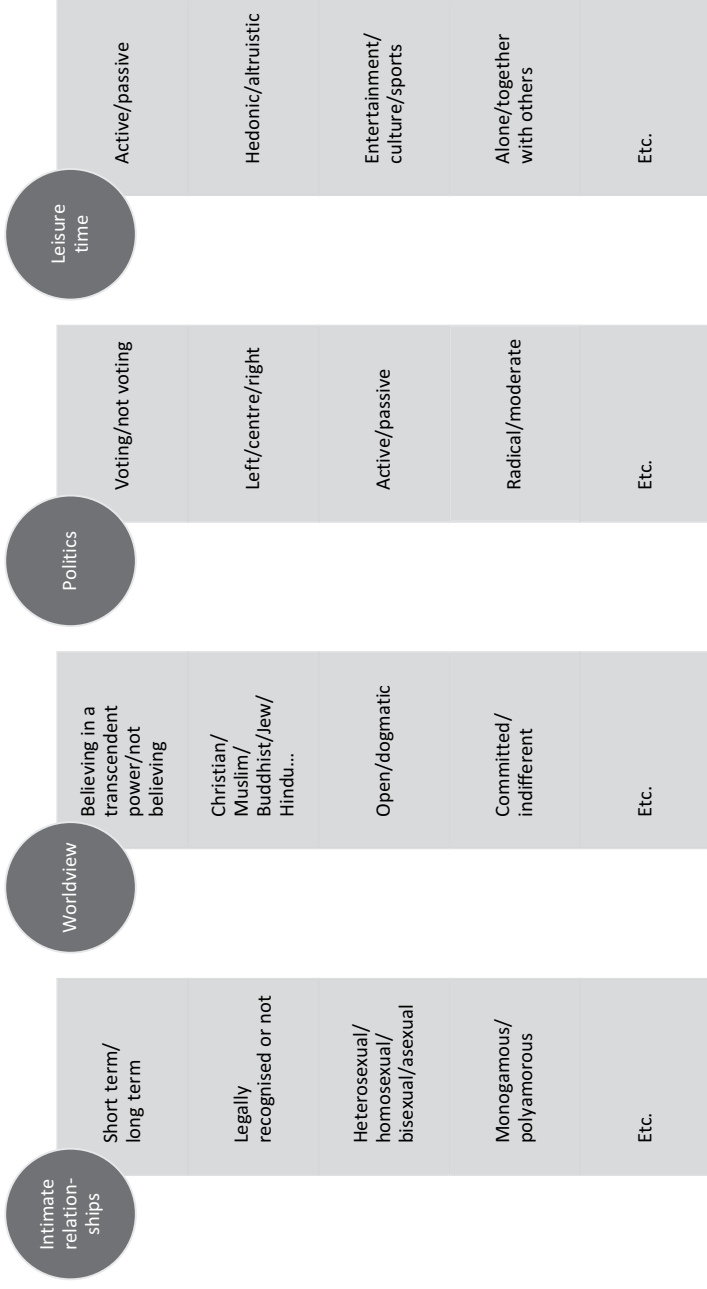 Intimate
relation-
ships
Short term/
long term
Legally
recognised or not
Heterosexual/
homosexual/
bisexual/asexual
Monogamous/
polyamorous
Etc.
Worldview
Believing in a
transcendent
power/not
believing
Christian/
Muslim/
Buddhist/Jew/
Hindu...
Open/dogmatic
Committed/
indifferent
Etc.
Politics
Voting/not voting
Left/centre/right
Active/passive
Radical/moderate
Etc.
Leisure
time
Active/passive
Hedonic/altruistic
Entertainment/
culture/sports
Alone/together
with others
Etc.